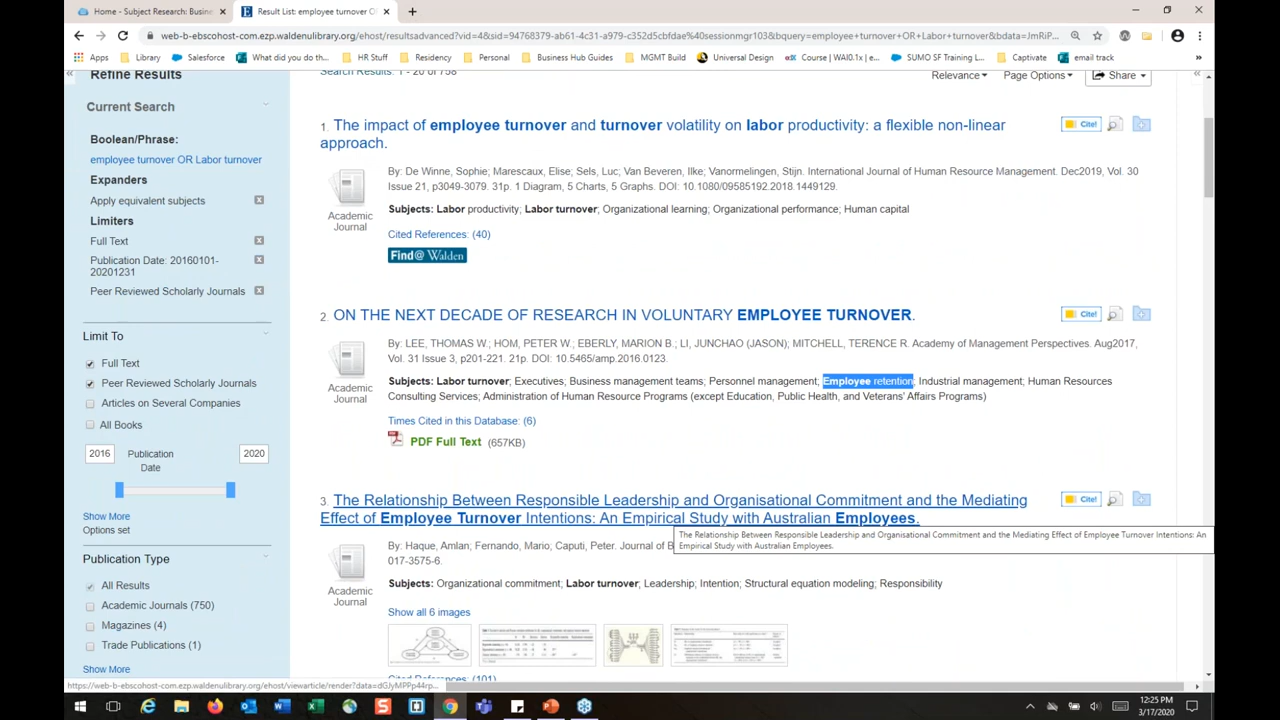 Home - Subject Research: Busine
Result List: employee turnover OR
web-b-ebscohost-com.ezp.waldenulibrary.org/ehost/resultsadvanced?vid=4&sid=94768379-ab61-4c31-a979-c352d5cbfdae%40sessionmgr103&bquery=employee+turnover+OR+Labor+turnover&bdata=JmRiP...
Apps
Library
Salesforce
What did you do th...
HR Stuff
Residency
Personal
Business Hub Guides
MGMT Build
Universal Design
Course | WAI0.1x | e...
SUMO SF Training L...
Captivate
email track
Refine Results
Current Search
Boolean/Phrase:
employee turnover OR Labor turnover
Expanders
Apply equivalent subjects
Limiters
Full Text
Publication Date: 20160101-
20201231
Peer Reviewed Scholarly Journals
Limit To
Full Text
Peer Reviewed Scholarly Journals
Articles on Several Companies
All Books
2016
Publication
Date
2020
Show More
Options set
Publication Type
All Results
Academic Journals (750)
Magazines (4)
Trade Publications (1)
Show More
Search Results: 1 - 20 of 758
Relevance
Page Options
Share
1. The impact of employee turnover and turnover volatility on labor productivity: a flexible non-linear
approach.
Cite!
Academic
Journal
By: De Winne, Sophie; Marescaux, Elise; Sels, Luc; Van Beveren, Ilke; Vanormelingen, Stijn. International Journal of Human Resource Management. Dec2019, Vol. 30
Issue 21, p3049-3079. 31p. 1 Diagram, 5 Charts, 5 Graphs. DOI: 10.1080/09585192.2018.1449129.
Subjects: Labor productivity; Labor turnover; Organizational learning; Organizational performance; Human capital
Cited References: (40)
Find@ Walden
2. ON THE NEXT DECADE OF RESEARCH IN VOLUNTARY EMPLOYEE TURNOVER.
Cite!
Academic
Journal
By: LEE, THOMAS W.; HOM, PETER W.; EBERLY, MARION B.; LI, JUNCHAO (JASON); MITCHELL, TERENCE R. Academy of Management Perspectives. Aug2017,
Vol. 31 Issue 3, p201-221. 21p. DOI: 10.5465/amp.2016.0123.
Subjects: Labor turnover; Executives; Business management teams; Personnel management; Employee retention; Industrial management; Human Resources
Consulting Services; Administration of Human Resource Programs (except Education, Public Health, and Veterans' Affairs Programs)
Times Cited in this Database: (6)
PDF Full Text (657KB)
3. The Relationship Between Responsible Leadership and Organisational Commitment and the Mediating
Effect of Employee Turnover Intentions: An Empirical Study with Australian Employees.
Cite!
The Relationship Between Responsible Leadership and Organisational Commitment and the Mediating Effect of Employee Turnover Intentions: An
Empirical Study with Australian Employees.
Academic
Journal
By: Haque, Amlan; Fernando, Mario; Caputi, Peter. Journal of B
017-3575-6.
Subjects: Organizational commitment; Labor turnover; Leadership; Intention; Structural equation modeling; Responsibility
Show all 6 images
Cited References: (101)
https://web-b-ebscohost-com.ezp.waldenulibrary.org/ehost/viewarticle/render?data=dGJyMPPp44rp...
12:25 PM
3/17/2020